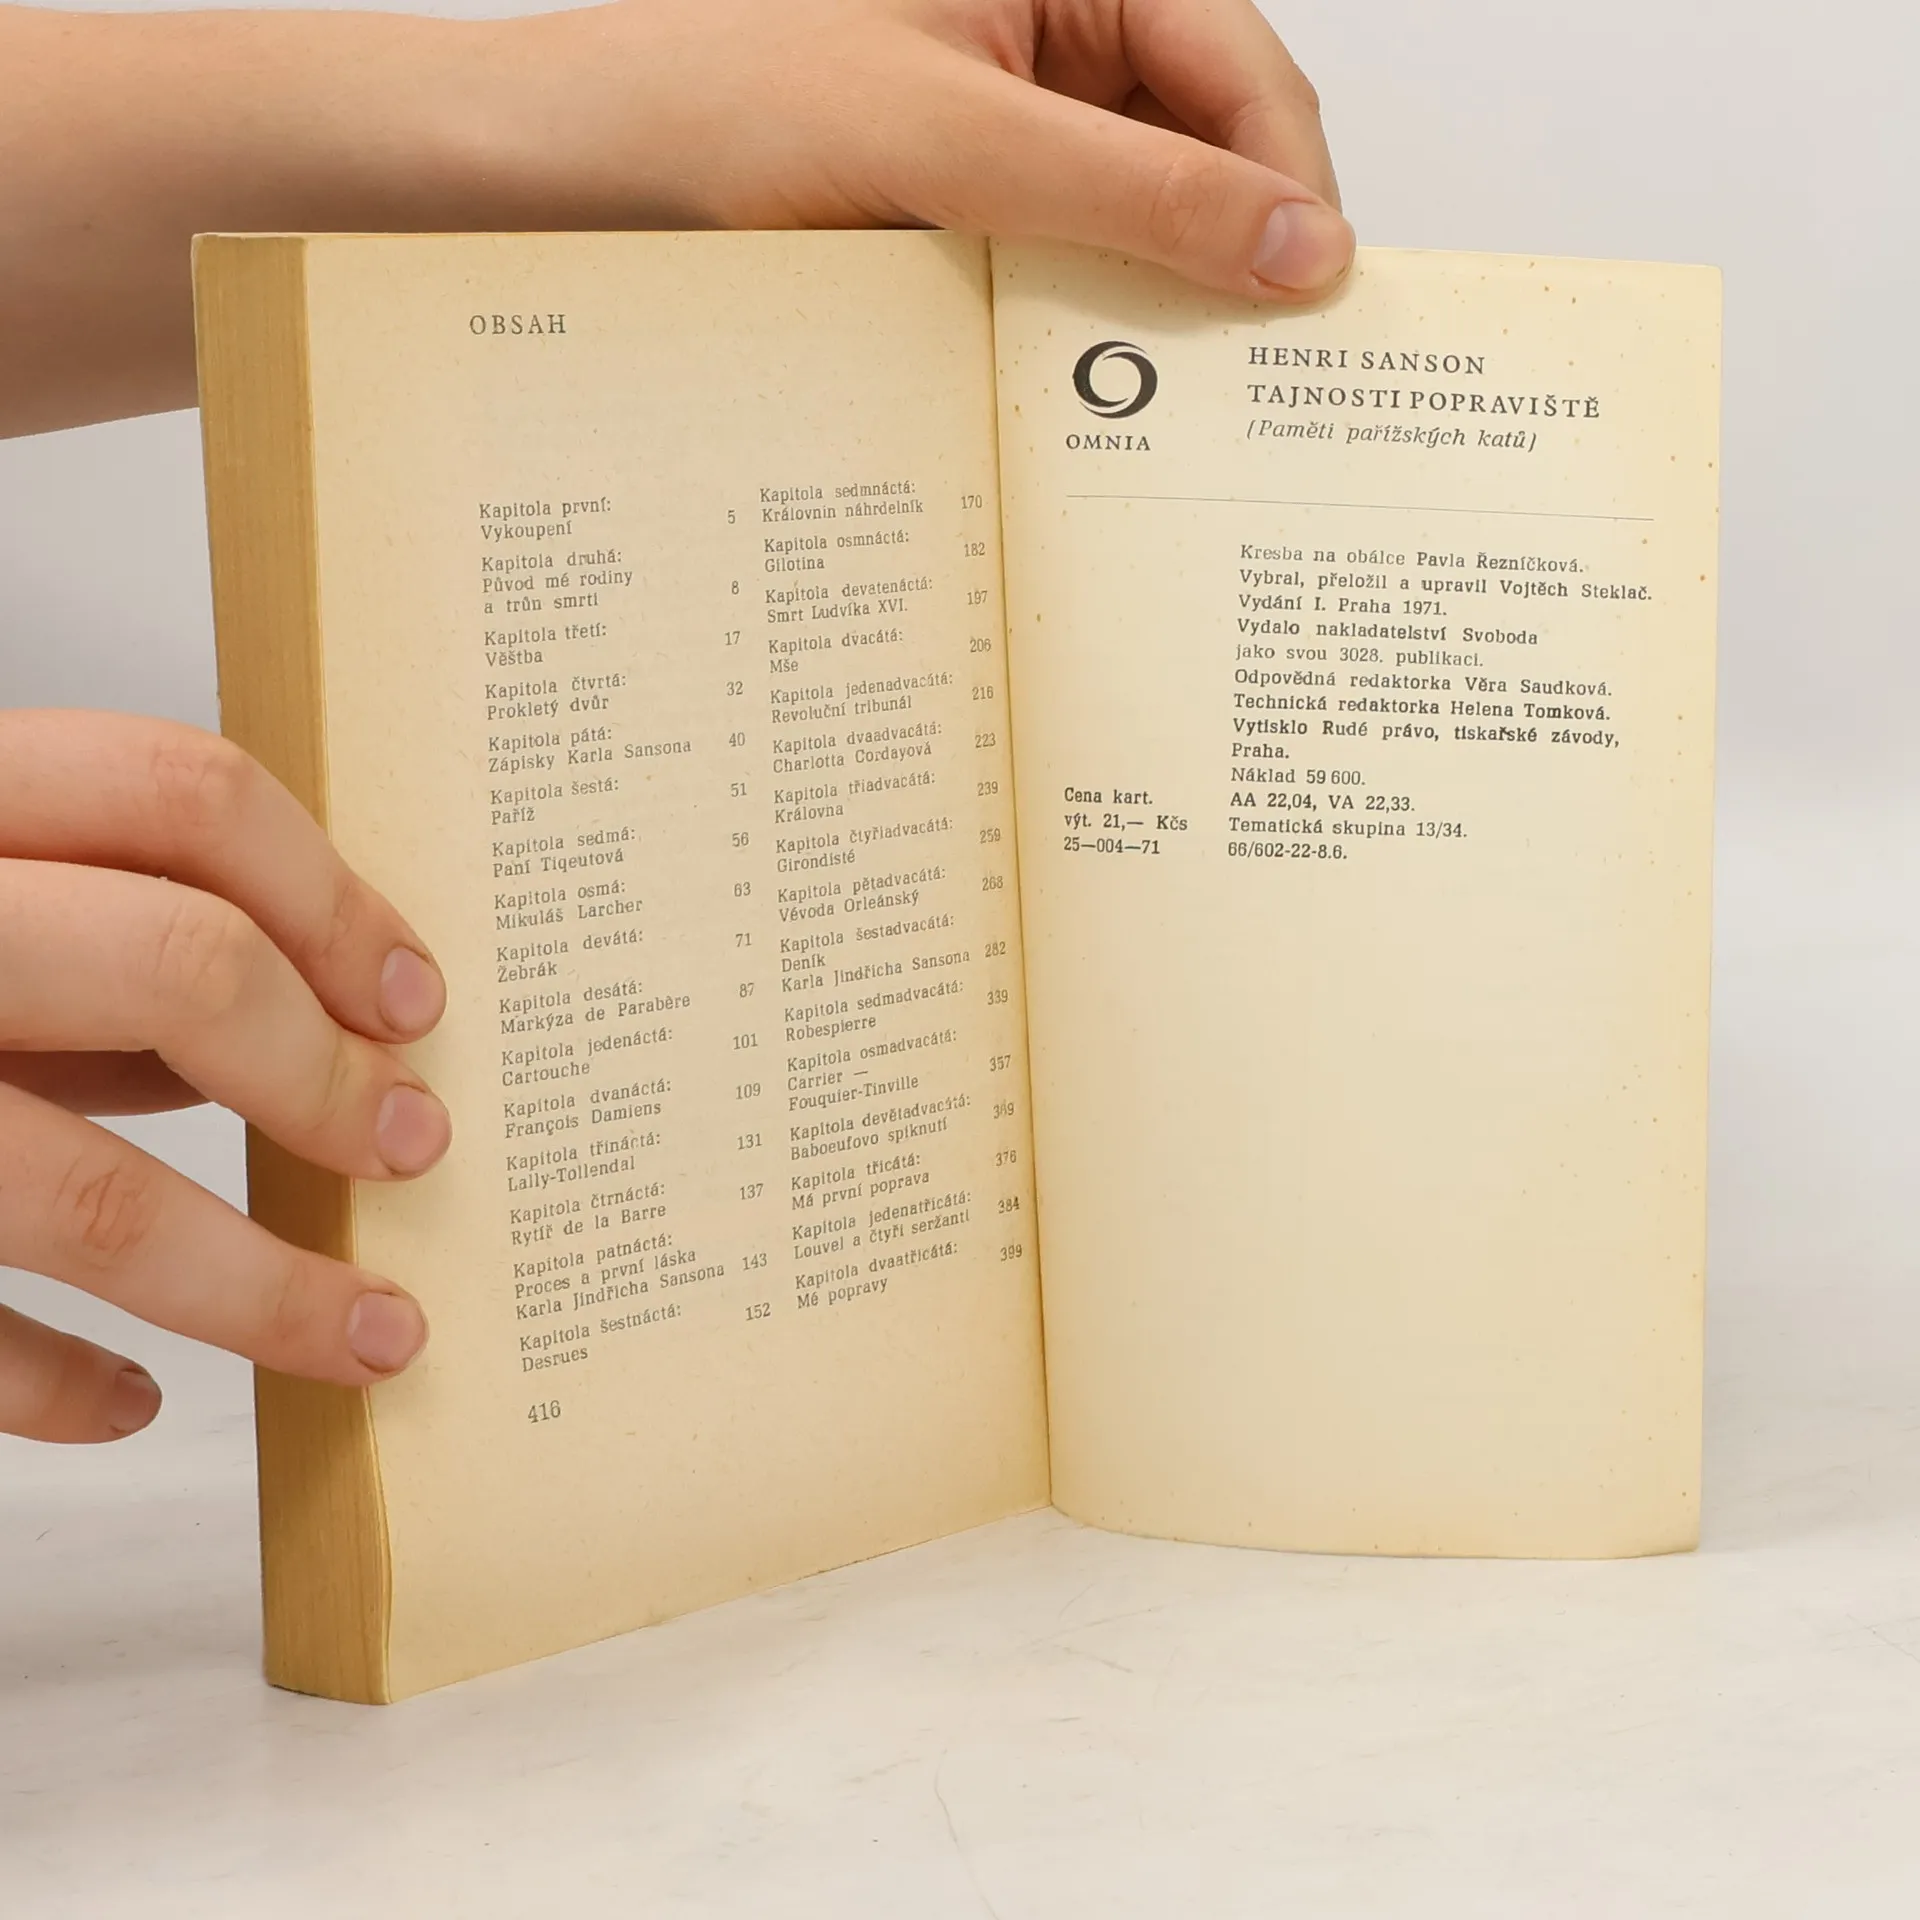 OBSAH
Kapitola první:
Vykoupení 5
Kapitola druhá:
Původ mé rodiny
a trůn smrti 8
Kapitola třetí: 17
Věštba
Kapitola čtvrtá: 32
Prokletý dvůr
Kapitola pátá:
Zápisky Karla Sansona 40
Kapitola šestá: 51
Paříž
Kapitola sedmá: 56
Paní Tiqeutová
Kapitola osmá: 63
Mikuláš Larcher
Kapitola devátá: 71
Žebrák
Kapitola desátá: 87
Markýza de Parabère
Kapitola jedenáctá: 101
Cartouche
Kapitola dvanáctá: 109
François Damiens
Kapitola třináctá: 131
Lally-Tollendal
Kapitola čtrnáctá: 137
Rytíř de la Barre
Kapitola patnáctá:
Proces a první láska
Karla Jindřicha Sansona 143
Kapitola šestnáctá: 152
Desrues
416
Kapitola sedmnáctá:
Královnin náhrdelník 170
Kapitola osmnáctá: 182
Gilotina
Kapitola devatenáctá: 197
Smrt Ludvíka XVI.
Kapitola dvacátá: 206
Mše
Kapitola jedenadvacátá: 216
Revoluční tribunál
Kapitola dvaadvacátá: 223
Charlotta Cordayová
Kapitola třiadvacátá: 239
Královna
Kapitola čtyřiadvacátá: 259
Girondisté
Kapitola pětadvacátá: 268
Vévoda Orleánský
Kapitola šestadvacátá:
Deník
Karla Jindřicha Sansona 282
Kapitola sedmadvacátá: 339
Robespierre
Kapitola osmadvacátá:
Carrier —
Fouquier-Tinville 357
Kapitola devětadvacátá: 369
Baboeufovo spiknutí
Kapitola třicátá: 376
Má první poprava
Kapitola jedenatřicátá: 384
Louvel a čtyři seržanti
Kapitola dvaatřicátá: 399
Mé popravy
OMNIA
HENRI SANSON
TAJNOSTI POPRAVIŠTĚ
(Paměti pařížských katů)
Kresba na obálce Pavla Řezníčková.
Vybral, přeložil a upravil Vojtěch Steklač.
Vydání I. Praha 1971.
Vydalo nakladatelství Svoboda
jako svou 3028. publikaci.
Odpovědná redaktorka Věra Saudková.
Technická redaktorka Helena Tomková.
Vytisklo Rudé právo, tiskařské závody,
Praha.
Náklad 59 600.
AA 22,04, VA 22,33.
Tematická skupina 13/34.
66/602-22-8.6.
Cena kart.
výt. 21,— Kčs
25—004—71